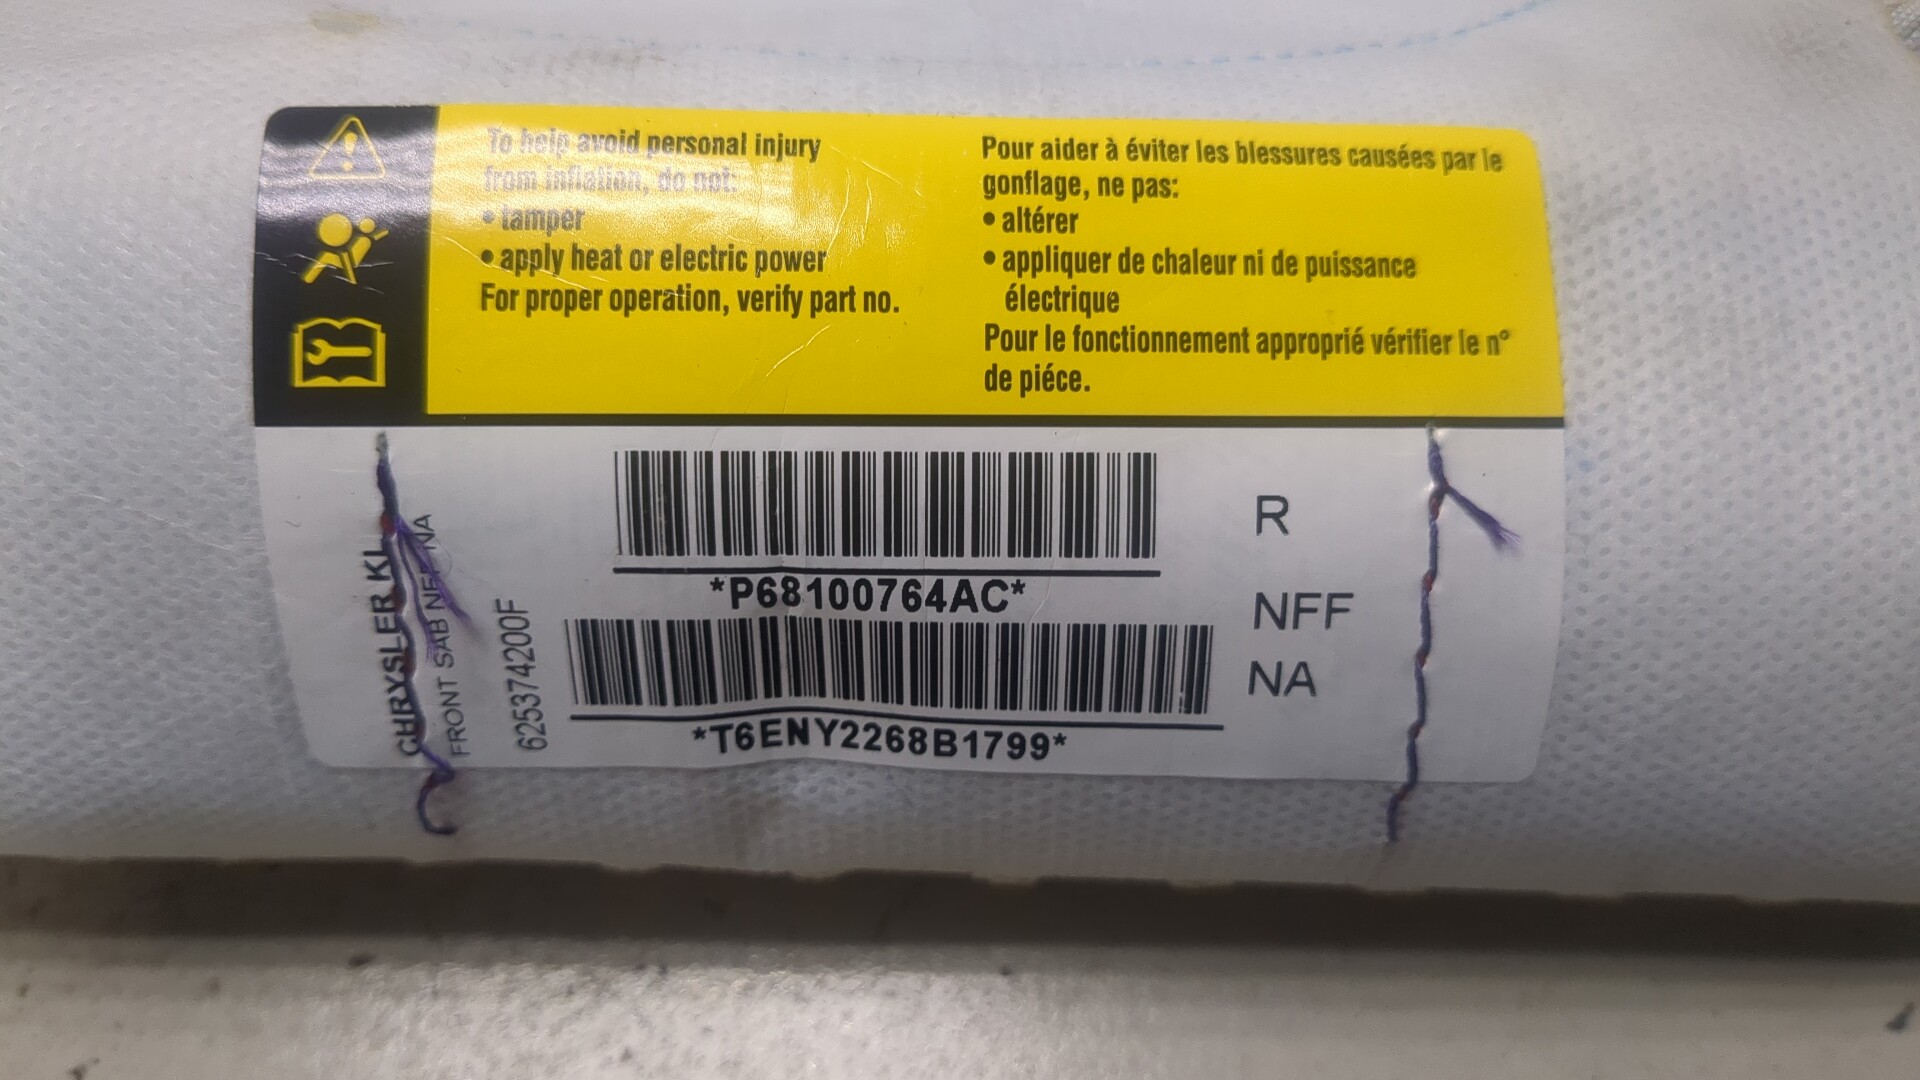 To help avoid personal injury
from inflation, do not:
• tamper
• apply heat or electric power
For proper operation, verify part no.
Pour aider à éviter les blessures causées par le
gonflage, ne pas:
• altérer
• appliquer de chaleur ni de puissance
électrique
Pour le fonctionnement approprié vérifier le n°
de piéce.
CHRYSLER KL
FRONT SAB NFF NA
625374200F
*P68100764AC*
*T6ENY2268B1799*
R
NFF
NA